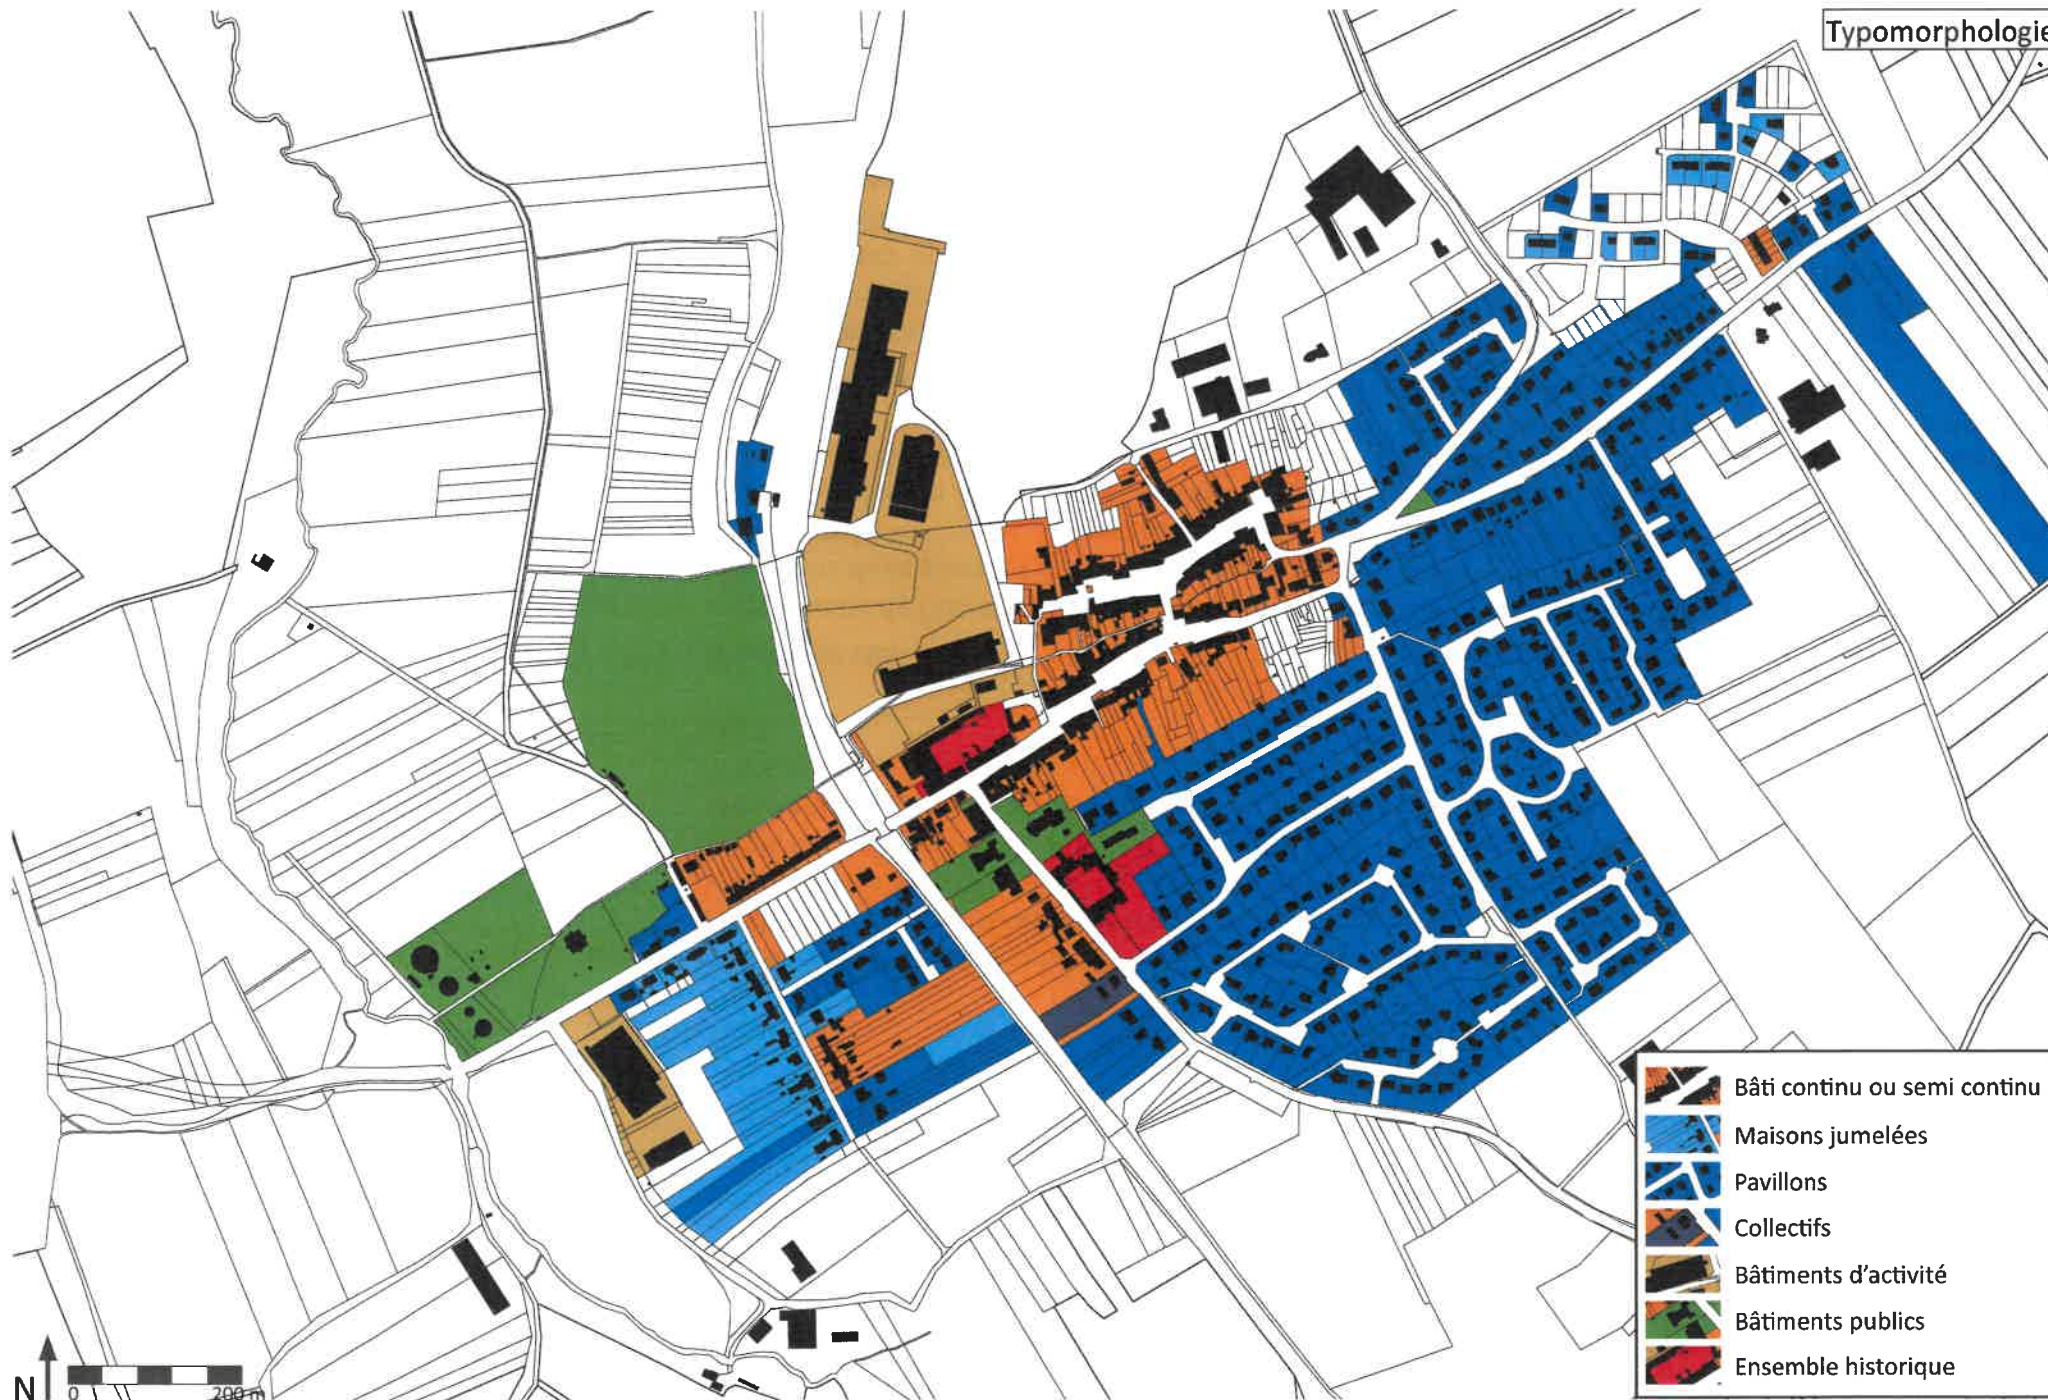 Typomorphologie
Bâti continu ou semi continu
Maisons jumelées
Pavillons
Collectifs
Bâtiments d'activité
Bâtiments publics
Ensemble historique
N
0 200 m